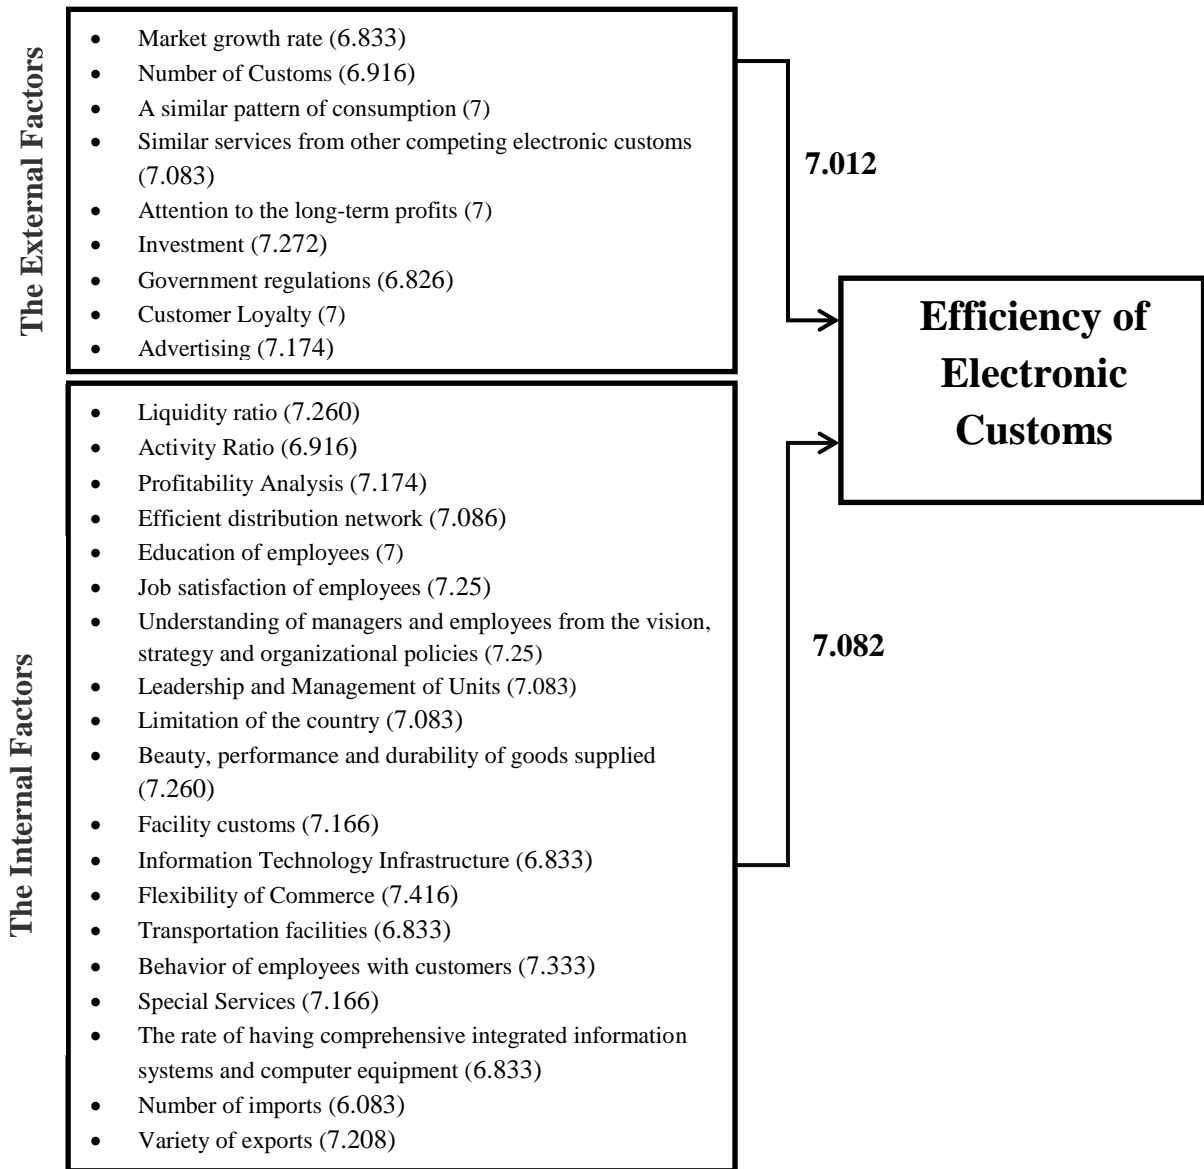 The External Factors
• Market growth rate (6.833)
• Number of Customs (6.916)
• A similar pattern of consumption (7)
• Similar services from other competing electronic customs
(7.083)
• Attention to the long-term profits (7)
• Investment (7.272)
• Government regulations (6.826)
• Customer Loyalty (7)
• Advertising (7.174)
7.012
The Internal Factors
• Liquidity ratio (7.260)
• Activity Ratio (6.916)
• Profitability Analysis (7.174)
• Efficient distribution network (7.086)
• Education of employees (7)
• Job satisfaction of employees (7.25)
• Understanding of managers and employees from the vision,
strategy and organizational policies (7.25)
• Leadership and Management of Units (7.083)
• Limitation of the country (7.083)
• Beauty, performance and durability of goods supplied
(7.260)
• Facility customs (7.166)
• Information Technology Infrastructure (6.833)
• Flexibility of Commerce (7.416)
• Transportation facilities (6.833)
• Behavior of employees with customers (7.333)
• Special Services (7.166)
• The rate of having comprehensive integrated information
systems and computer equipment (6.833)
• Number of imports (6.083)
• Variety of exports (7.208)
7.082
Efficiency of
Electronic
Customs